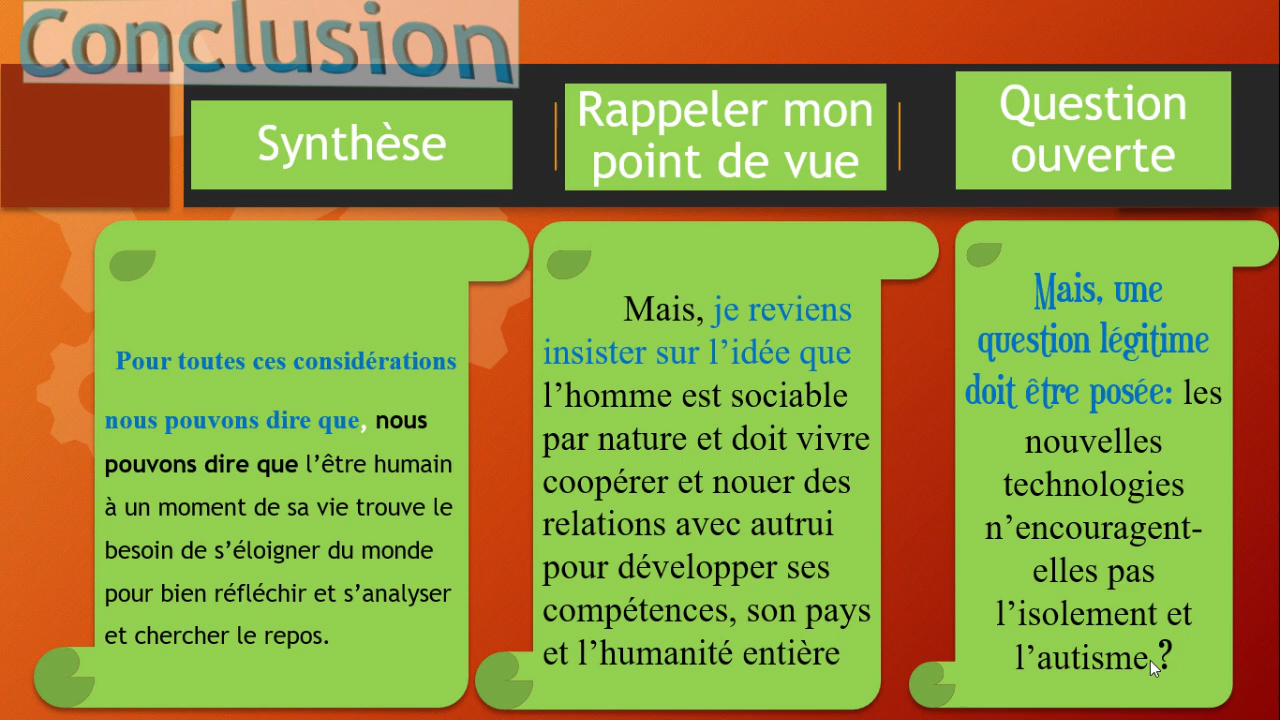 Conclusion
Synthèse
Rappeler mon
point de vue
Question
ouverte
Pour toutes ces considérations
nous pouvons dire que, nous
pouvons dire que l’être humain
à un moment de sa vie trouve le
besoin de s’éloigner du monde
pour bien réfléchir et s’analyser
et chercher le repos.
Mais, je reviens
insister sur l’idée que
l’homme est sociable
par nature et doit vivre
coopérer et nouer des
relations avec autrui
pour développer ses
compétences, son pays
et l’humanité entière
Mais, une
question légitime
doit être posée: les
nouvelles
technologies
n’encouragent-
elles pas
l’isolement et
l’autisme ?